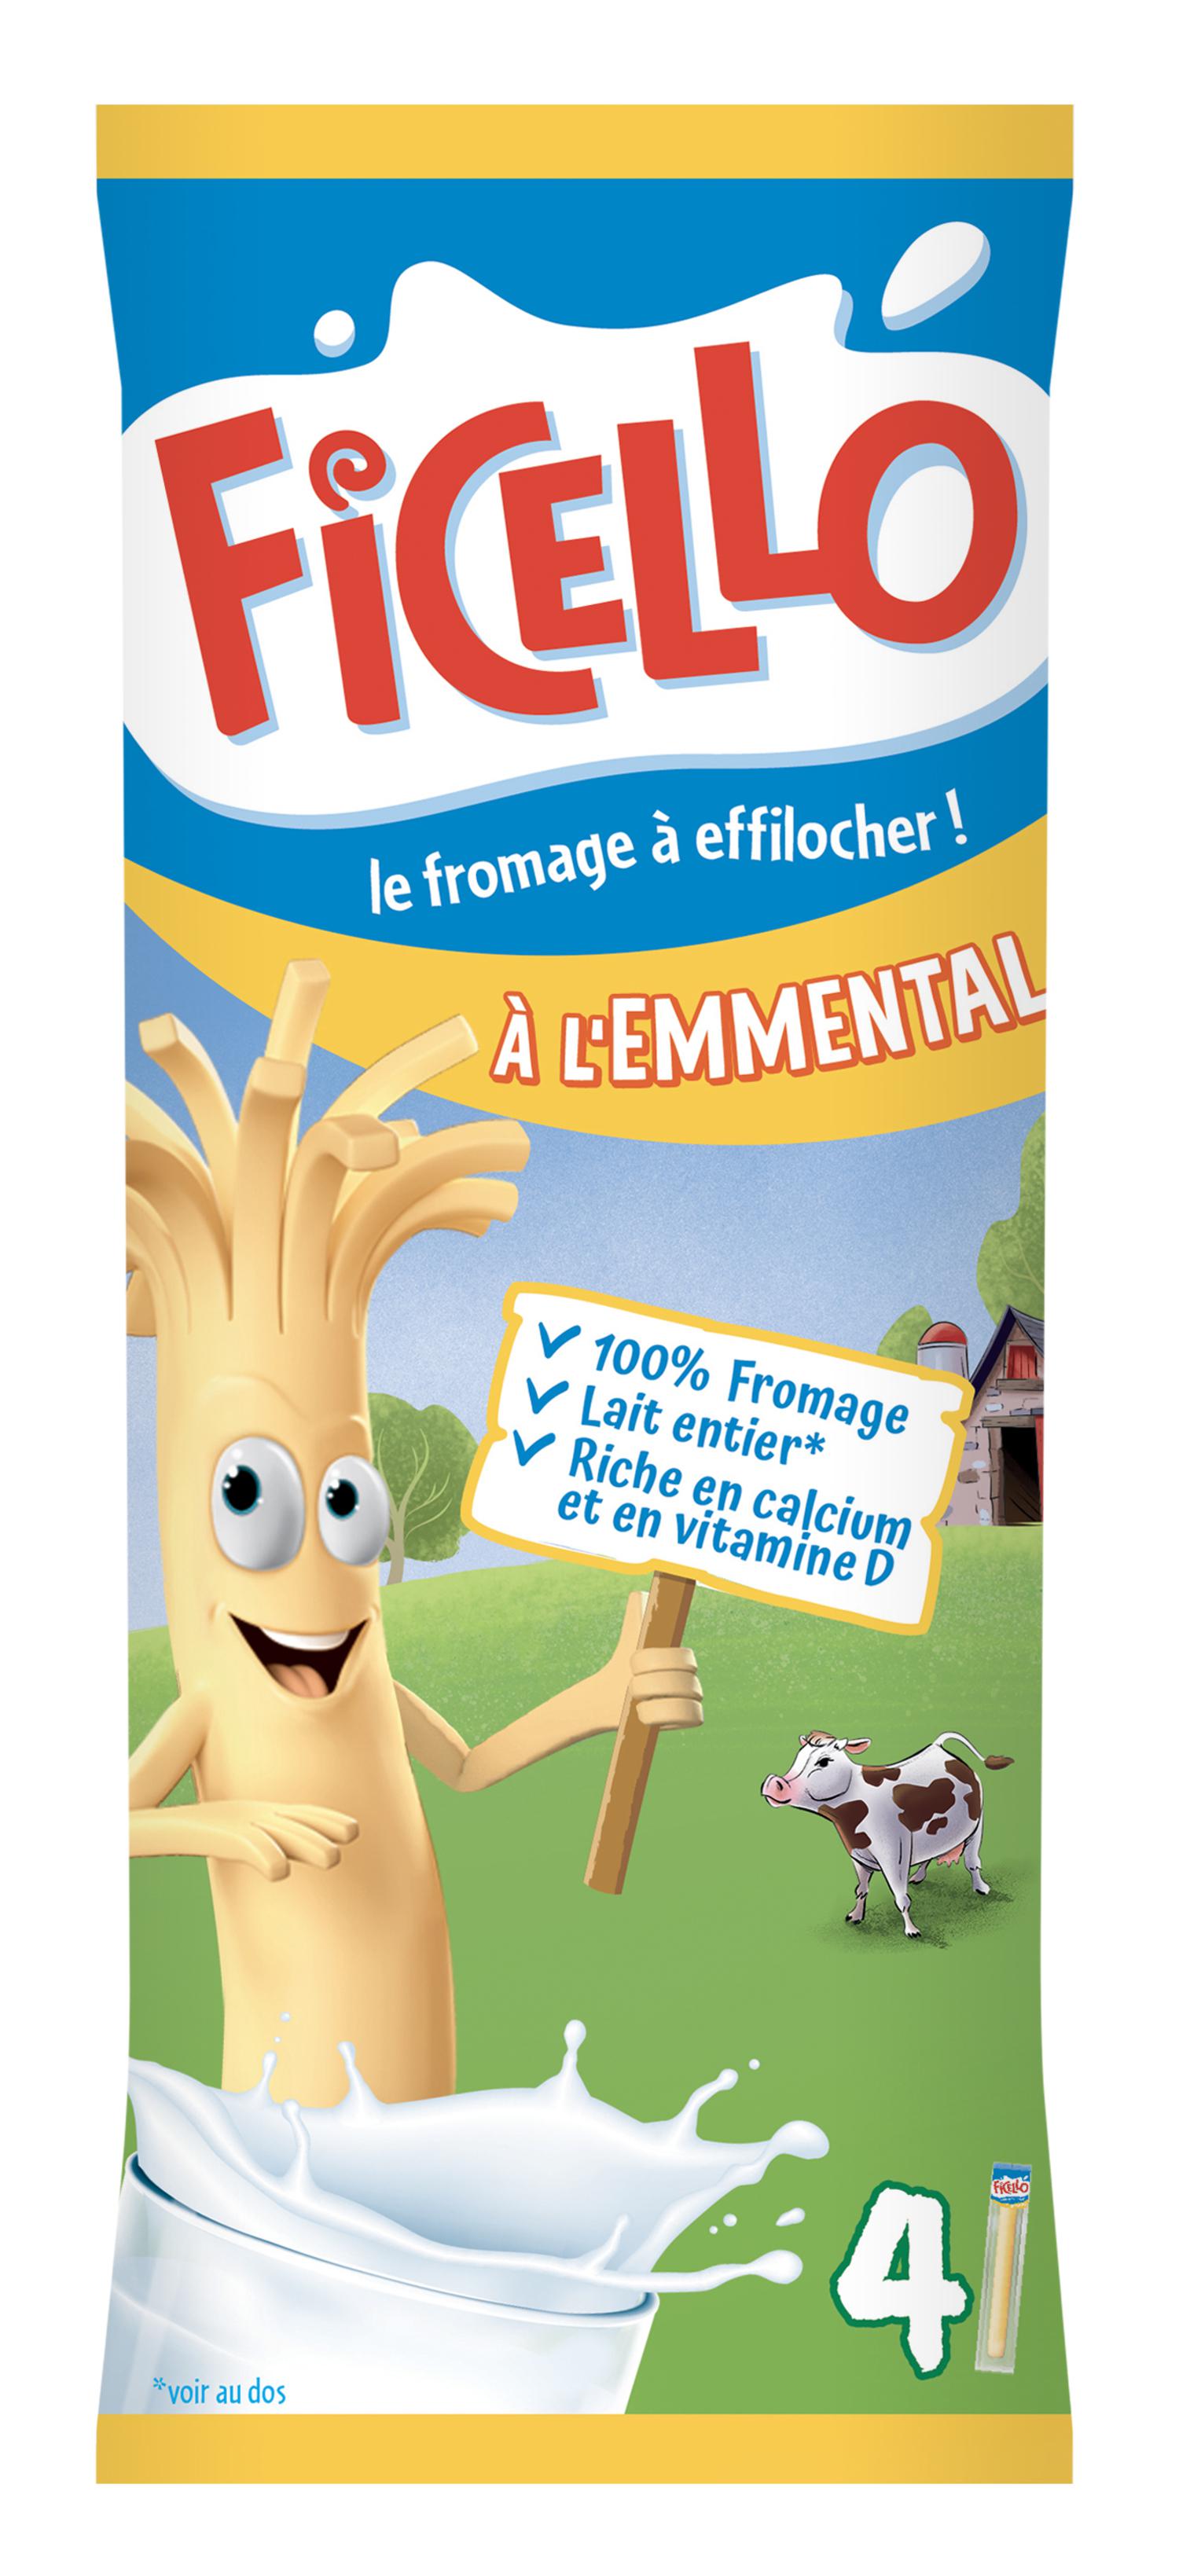 FiCELLO
le fromage à effilocher !
À L'EMMENTAL
✓ 100% Fromage
✓ Lait entier*
✓ Riche en calcium
et en vitamine D
FiCELLO
4
*voir au dos